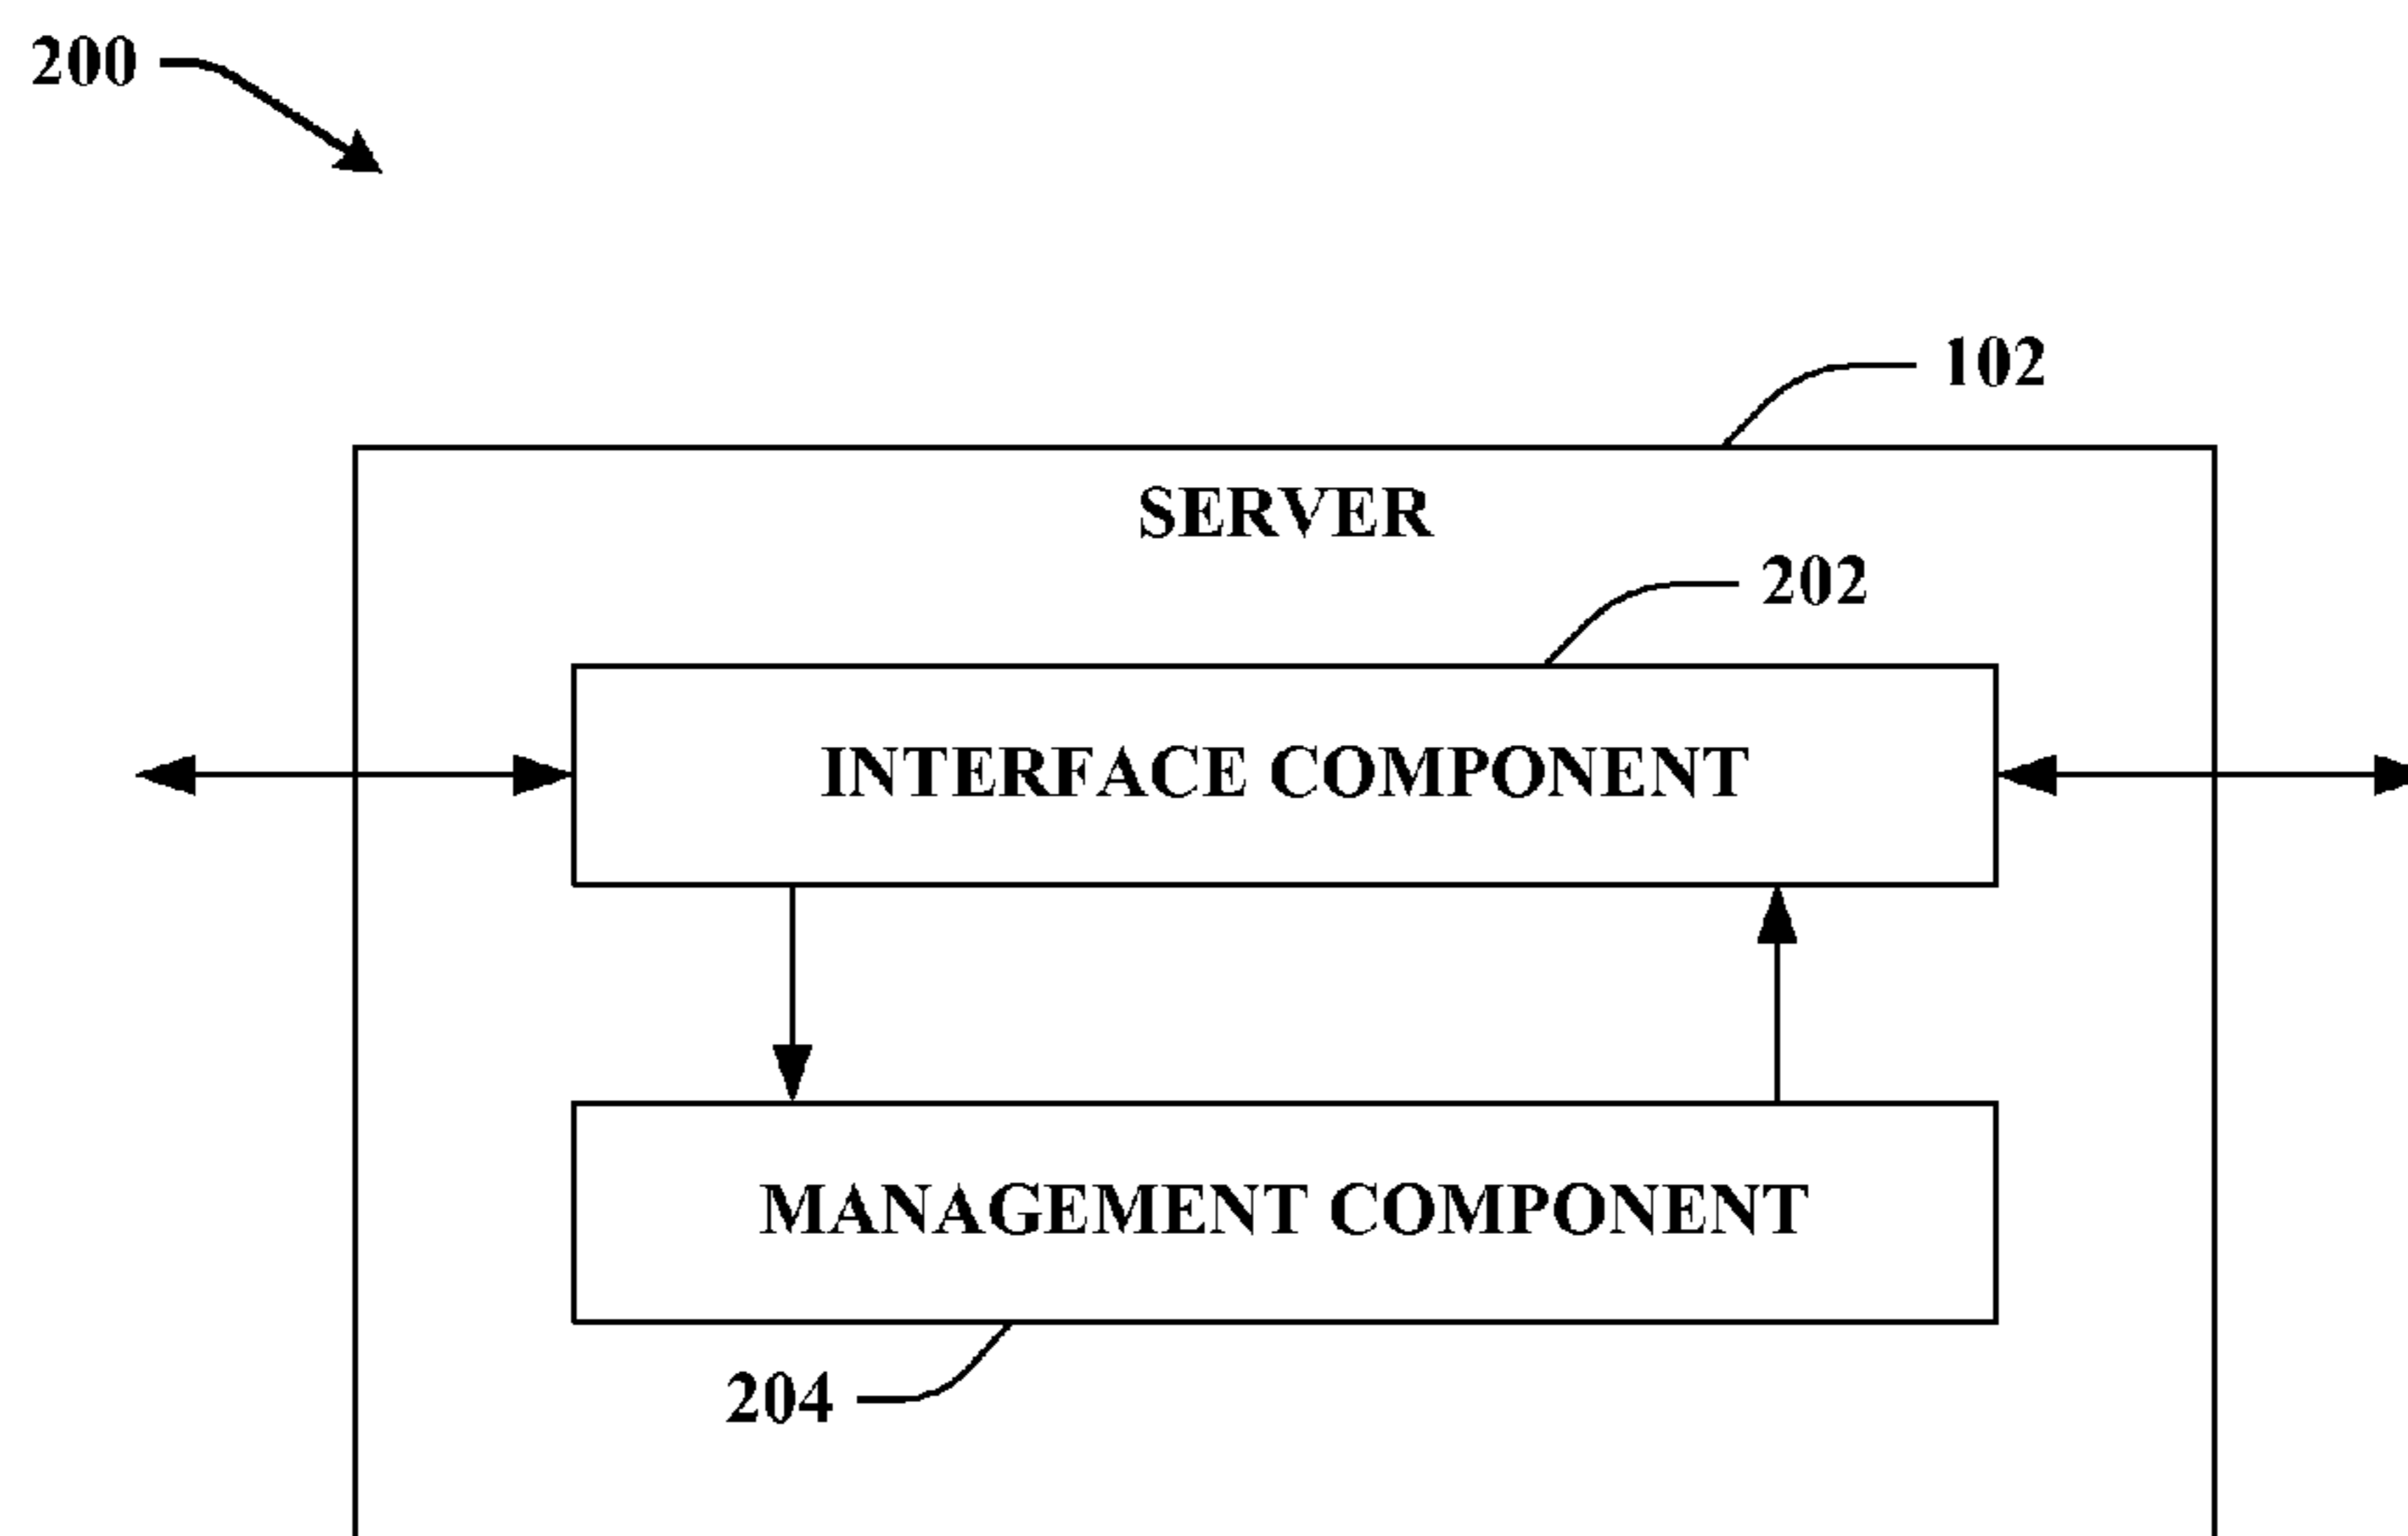 200
102
SERVER
202
INTERFACE COMPONENT
MANAGEMENT COMPONENT
204